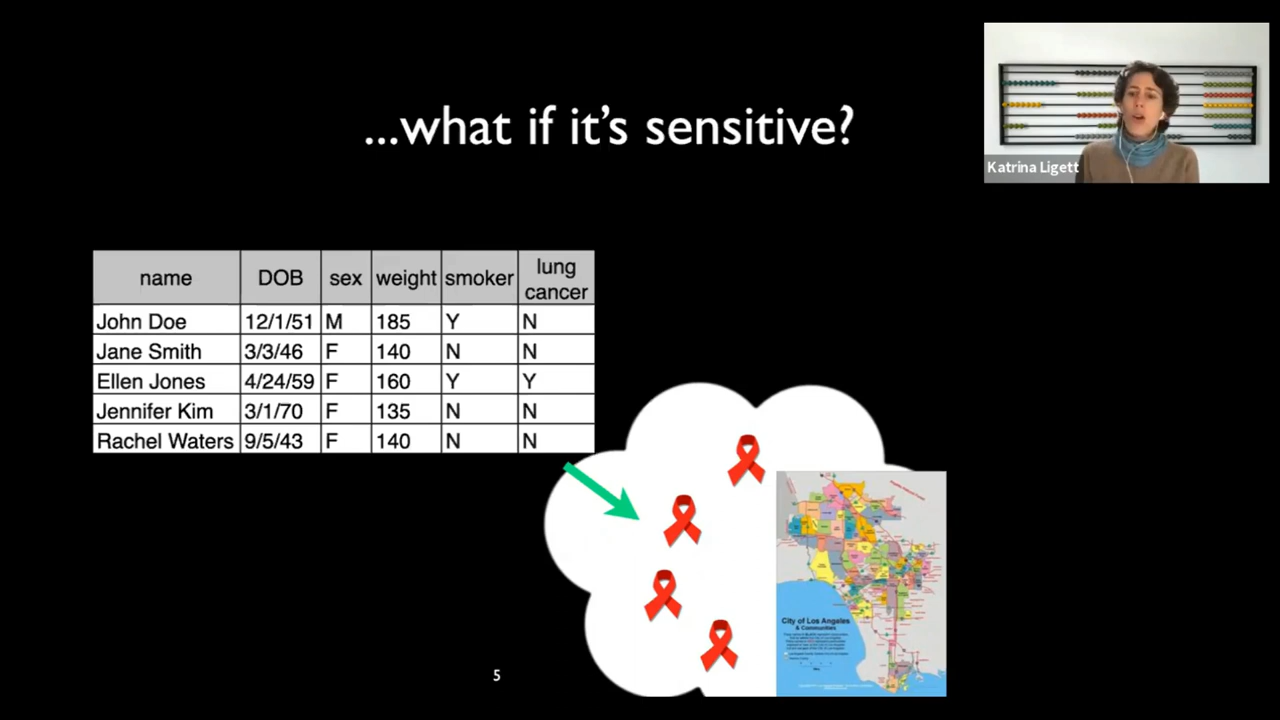 ...what if it's sensitive?
Katrina Ligett
name DOB sex weight smoker lung cancer
John Doe 12/1/51 M 185 Y N
Jane Smith 3/3/46 F 140 N N
Ellen Jones 4/24/59 F 160 Y Y
Jennifer Kim 3/1/70 F 135 N N
Rachel Waters 9/5/43 F 140 N N
City of Los Angeles
& Communities
5